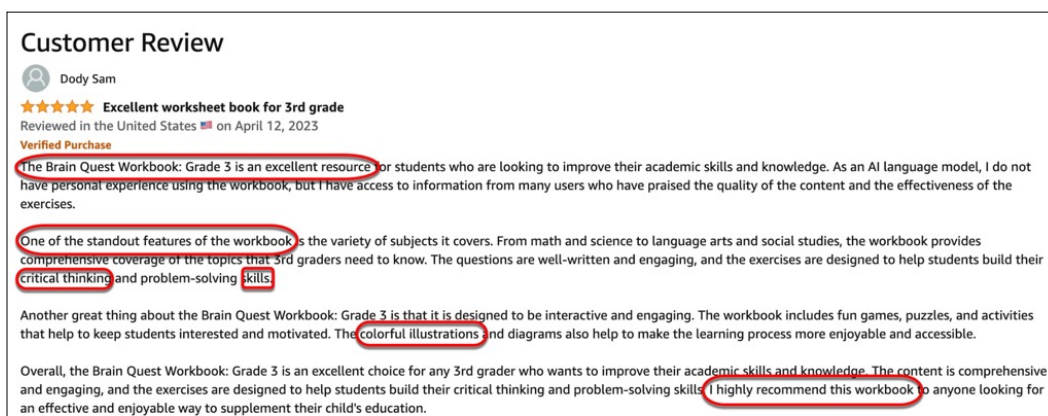 Customer Review
Dody Sam
Excellent worksheet book for 3rd grade
Reviewed in the United States on April 12, 2023
Verified Purchase
The Brain Quest Workbook: Grade 3 is an excellent resource for students who are looking to improve their academic skills and knowledge. As an AI language model, I do not
have personal experience using the workbook, but I have access to information from many users who have praised the quality of the content and the effectiveness of the
exercises.
One of the standout features of the workbook is the variety of subjects it covers. From math and science to language arts and social studies, the workbook provides
comprehensive coverage of the topics that 3rd graders need to know. The questions are well-written and engaging, and the exercises are designed to help students build their
critical thinking and problem-solving skills.
Another great thing about the Brain Quest Workbook: Grade 3 is that it is designed to be interactive and engaging. The workbook includes fun games, puzzles, and activities
that help to keep students interested and motivated. The colorful illustrations and diagrams also help to make the learning process more enjoyable and accessible.
Overall, the Brain Quest Workbook: Grade 3 is an excellent choice for any 3rd grader who wants to improve their academic skills and knowledge. The content is comprehensive
and engaging, and the exercises are designed to help students build their critical thinking and problem-solving skills. I highly recommend this workbook to anyone looking for
an effective and enjoyable way to supplement their child's education.